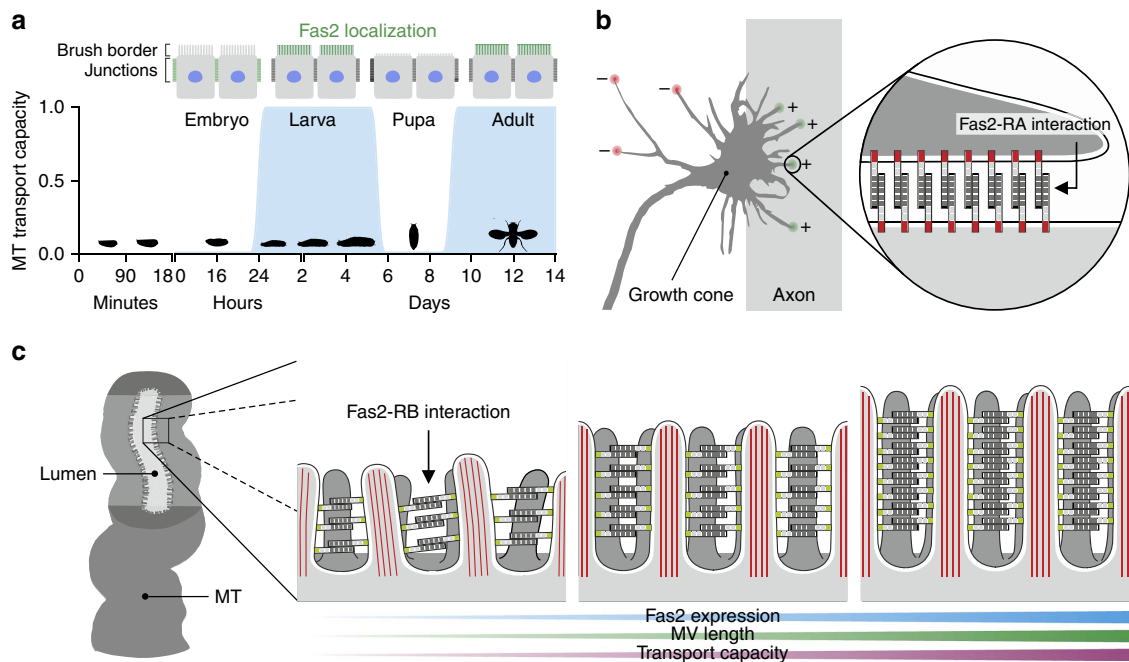 a
Fas2 localization
Brush border
Junctions
MT transport capacity
1.0
0.5
0.0
Embryo
Larva
Pupa
Adult
0 90 180 0 16 24 2 4 6 8 10 12 14
Minutes
Hours
Days
b
− − −
+ + + +
Growth cone
Axon
Fas2-RA interaction
c
Lumen
MT
Fas2-RB interaction
Fas2 expression
MV length
Transport capacity